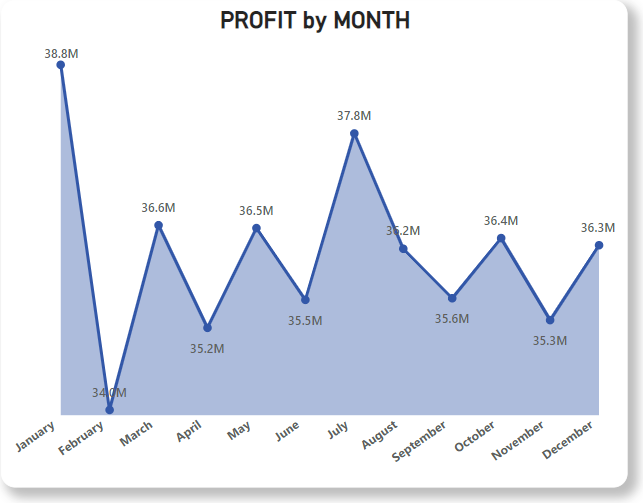 PROFIT by MONTH
38.8M
34.0M
36.6M
35.2M
36.5M
35.5M
37.8M
36.2M
35.6M
36.4M
35.3M
36.3M
January
February
March
April
May
June
July
August
September
October
November
December